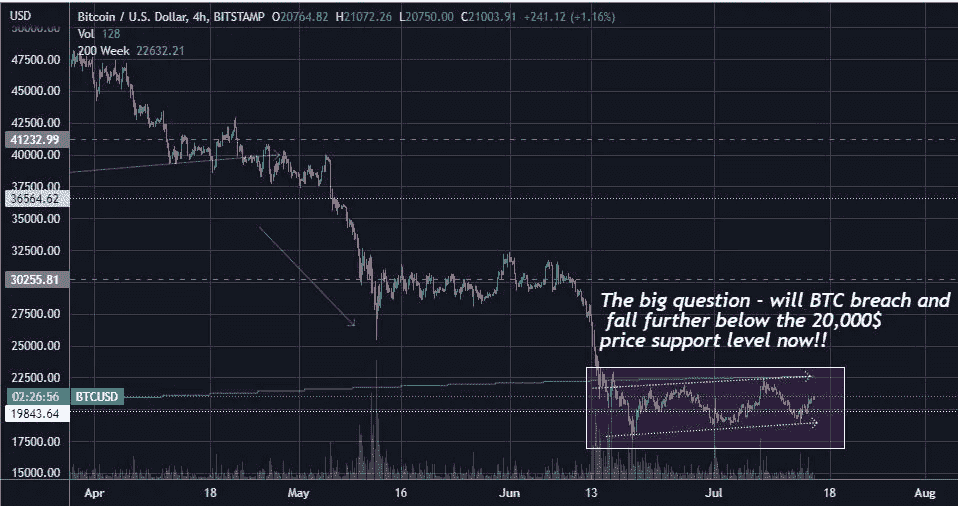 USD
Bitcoin / U.S. Dollar, 4h, BITSTAMP O20764.82 H21072.26 L20750.00 C21003.91 +241.12 (+1.16%)
Vol 128
200 Week 22632.21
50000.00
47500.00
45000.00
41232.99
40000.00
37500.00
36564.62
35000.00
32500.00
30255.81
27500.00
25000.00
22500.00
02:26:56
BTCUSD
19843.64
17500.00
15000.00
The big question - will BTC breach and
fall further below the 20,000$
price support level now!!
Apr 18 May 16 Jun 13 Jul 18 Aug